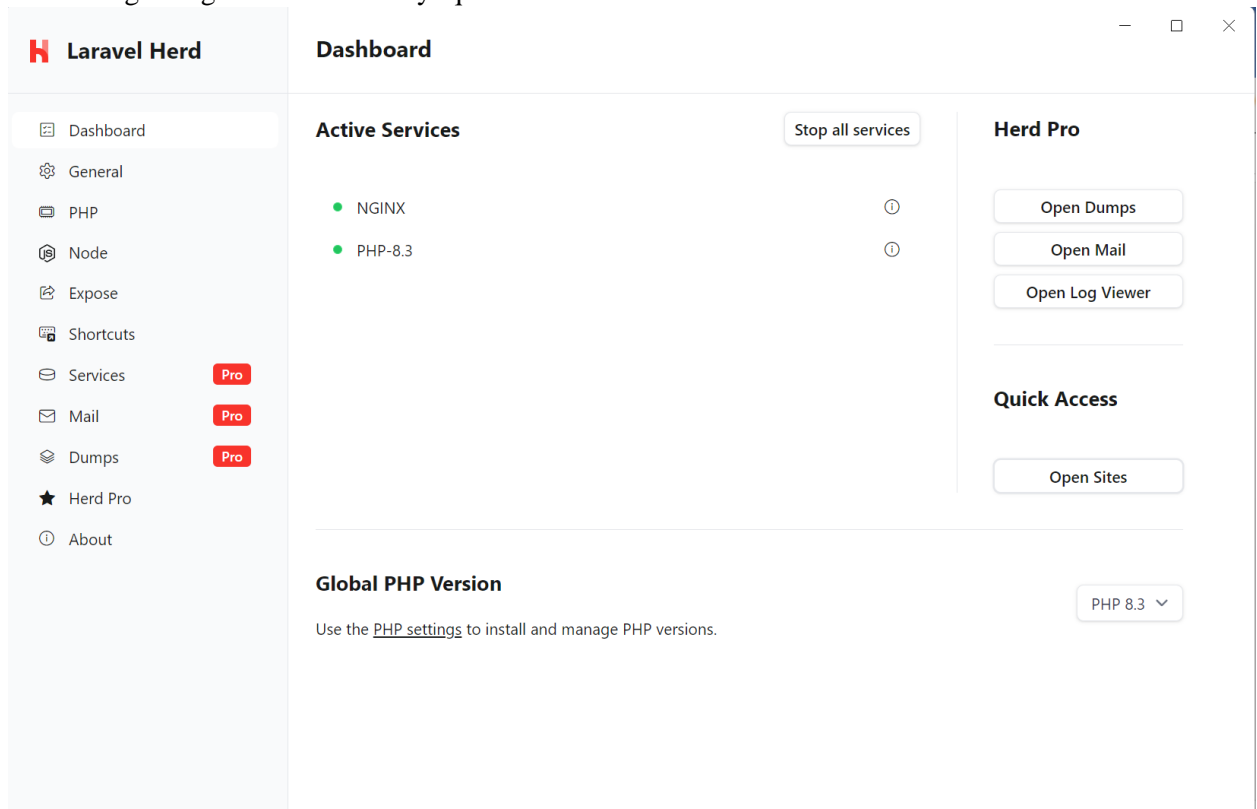 Laravel Herd
Dashboard
General
PHP
Node
Expose
Shortcuts
Services Pro
Mail Pro
Dumps Pro
Herd Pro
About
Dashboard
Active Services
Stop all services
NGINX
PHP-8.3
Herd Pro
Open Dumps
Open Mail
Open Log Viewer
Quick Access
Open Sites
Global PHP Version
Use the PHP settings to install and manage PHP versions.
PHP 8.3